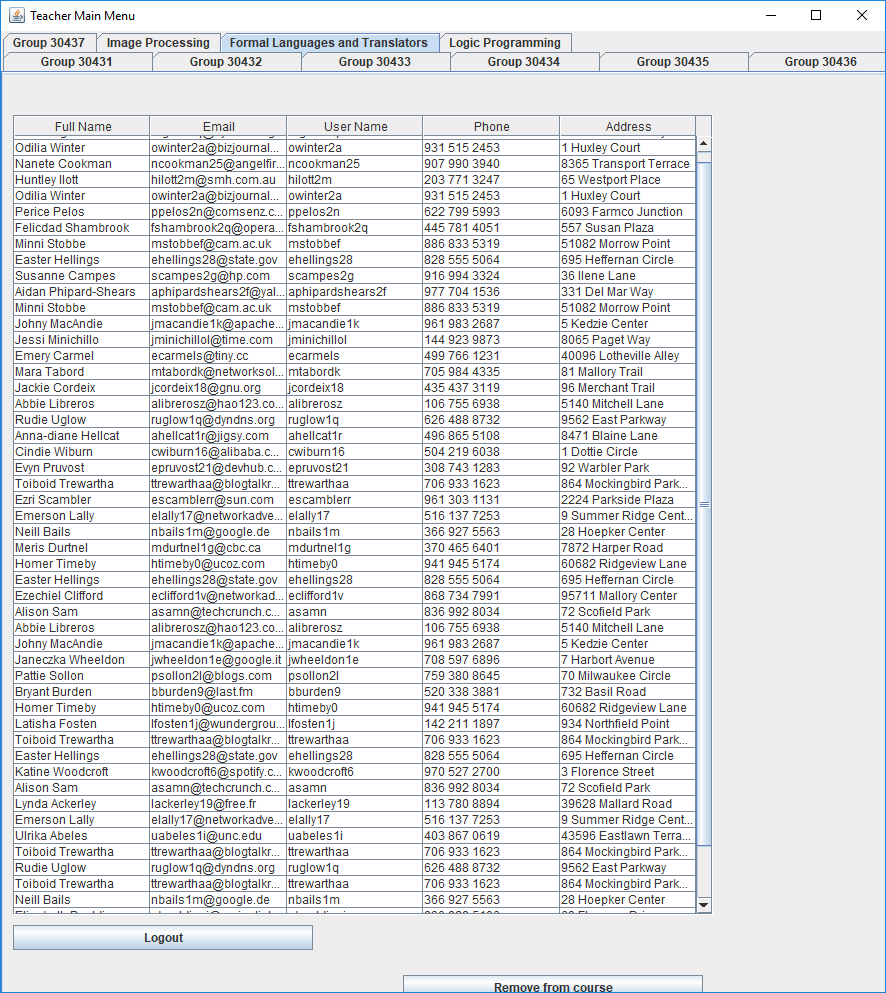 Teacher Main Menu
Group 30437 Image Processing Formal Languages and Translators Logic Programming
Group 30431 Group 30432 Group 30433 Group 30434 Group 30435 Group 30436
Full Name Email User Name Phone Address
Odilia Winter owinter2a@bizjournal... owinter2a 931 515 2453 1 Huxley Court
Nanete Cookman ncookman25@angelfir... ncookman25 907 990 3940 8365 Transport Terrace
Huntley Ilott hilott2m@smh.com.au hilott2m 203 771 3247 65 Westport Place
Odilia Winter owinter2a@bizjournal... owinter2a 931 515 2453 1 Huxley Court
Perice Pelos ppelos2n@comsenz.c... ppelos2n 622 799 5993 6093 Farmco Junction
Felicdad Shambrook fshambrook2q@opera... fshambrook2q 445 781 4051 557 Susan Plaza
Minni Stobbe mstobbef@cam.ac.uk mstobbef 886 833 5319 51082 Morrow Point
Easter Hellings ehellings28@state.gov ehellings28 828 555 5064 695 Heffernan Circle
Susanne Campes scampes2g@hp.com scampes2g 916 994 3324 36 Ilene Lane
Aidan Phipard-Shears aphipardshears2f@yal... aphipardshears2f 977 704 1536 331 Del Mar Way
Minni Stobbe mstobbef@cam.ac.uk mstobbef 886 833 5319 51082 Morrow Point
Johny MacAndie jmacandie1k@apache... jmacandie1k 961 983 2687 5 Kedzie Center
Jessi Minichillo jminichillol@time.com jminichillol 144 923 9873 8065 Paget Way
Emery Carmel ecarmels@tiny.cc ecarmels 499 766 1231 40096 Lotheville Alley
Mara Tabord mtabordk@networksol... mtabordk 705 984 4335 81 Mallory Trail
Jackie Cordeix jcordeix18@gnu.org jcordeix18 435 437 3119 96 Merchant Trail
Abbie Libreros alibrerosz@hao123.co... alibrerosz 106 755 6938 5140 Mitchell Lane
Rudie Uglow ruglow1q@dyndns.org ruglow1q 626 488 8732 9562 East Parkway
Anna-diane Hellcat ahellcat1r@jigsy.com ahellcat1r 496 865 5108 8471 Blaine Lane
Cindie Wiburn cwiburn16@alibaba.c... cwiburn16 504 219 6038 1 Dottie Circle
Evyn Pruvost epruvost21@devhub.c... epruvost21 308 743 1283 92 Warbler Park
Toiboid Trewartha ttrewarthaa@blogtalkr... ttrewarthaa 706 933 1623 864 Mockingbird Park...
Ezri Scambler escamblerr@sun.com escamblerr 961 303 1131 2224 Parkside Plaza
Emerson Lally elally17@networkadve... elally17 516 137 7253 9 Summer Ridge Cent...
Neill Bails nbails1m@google.de nbails1m 366 927 5563 28 Hoepker Center
Meris Durtnel mdurtnel1g@cbc.ca mdurtnel1g 370 465 6401 7872 Harper Road
Homer Timeby htimeby0@ucoz.com htimeby0 941 945 5174 60682 Ridgeview Lane
Easter Hellings ehellings28@state.gov ehellings28 828 555 5064 695 Heffernan Circle
Ezechiel Clifford eclifford1v@networkad... eclifford1v 868 734 7991 95711 Mallory Center
Alison Sam asamn@techcrunch.c... asamn 836 992 8034 72 Scofield Park
Abbie Libreros alibrerosz@hao123.co... alibrerosz 106 755 6938 5140 Mitchell Lane
Johny MacAndie jmacandie1k@apache... jmacandie1k 961 983 2687 5 Kedzie Center
Janeczka Wheeldon jwheeldon1e@google.it jwheeldon1e 708 597 6896 7 Harbort Avenue
Pattie Sollon psollon2l@blogs.com psollon2l 759 380 8645 70 Milwaukee Circle
Bryant Burden bburden9@last.fm bburden9 520 338 3881 732 Basil Road
Homer Timeby htimeby0@ucoz.com htimeby0 941 945 5174 60682 Ridgeview Lane
Latisha Fosten lfosten1j@wundergrou... lfosten1j 142 211 1897 934 Northfield Point
Toiboid Trewartha ttrewarthaa@blogtalkr... ttrewarthaa 706 933 1623 864 Mockingbird Park...
Easter Hellings ehellings28@state.gov ehellings28 828 555 5064 695 Heffernan Circle
Katine Woodcroft kwoodcroft6@spotify.c... kwoodcroft6 970 527 2700 3 Florence Street
Alison Sam asamn@techcrunch.c... asamn 836 992 8034 72 Scofield Park
Lynda Ackerley lackerley19@free.fr lackerley19 113 780 8894 39628 Mallard Road
Emerson Lally elally17@networkadve... elally17 516 137 7253 9 Summer Ridge Cent...
Ulrika Abeles uabeles1i@unc.edu uabeles1i 403 867 0619 43596 Eastlawn Terra...
Toiboid Trewartha ttrewarthaa@blogtalkr... ttrewarthaa 706 933 1623 864 Mockingbird Park...
Rudie Uglow ruglow1q@dyndns.org ruglow1q 626 488 8732 9562 East Parkway
Toiboid Trewartha ttrewarthaa@blogtalkr... ttrewarthaa 706 933 1623 864 Mockingbird Park...
Neill Bails nbails1m@google.de nbails1m 366 927 5563 28 Hoepker Center
Logout
Remove from course